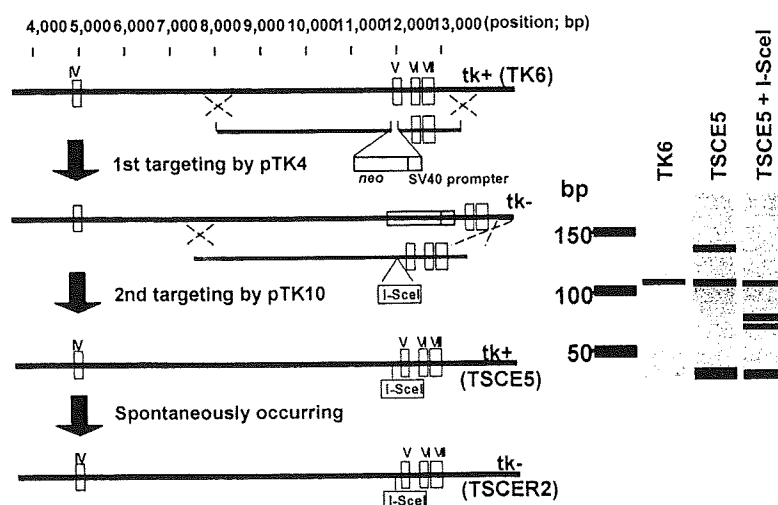 4,000 5,000 6,000 7,000 8,000 9,000 10,000 11,000 12,000 13,000 (position; bp)
IV V VI VII
tk+ (TK6)
1st targeting by pTK4
neo SV40 prompter
tk-
2nd targeting by pTK10
I-SceI
IV V VI VII
tk+
(TSCE5)
I-SceI
Spontaneously occurring
IV V VI VII
tk-
(TSCER2)
I-SceI
TK6
TSCE5
TSCE5 + I-SceI
bp
150
100
50